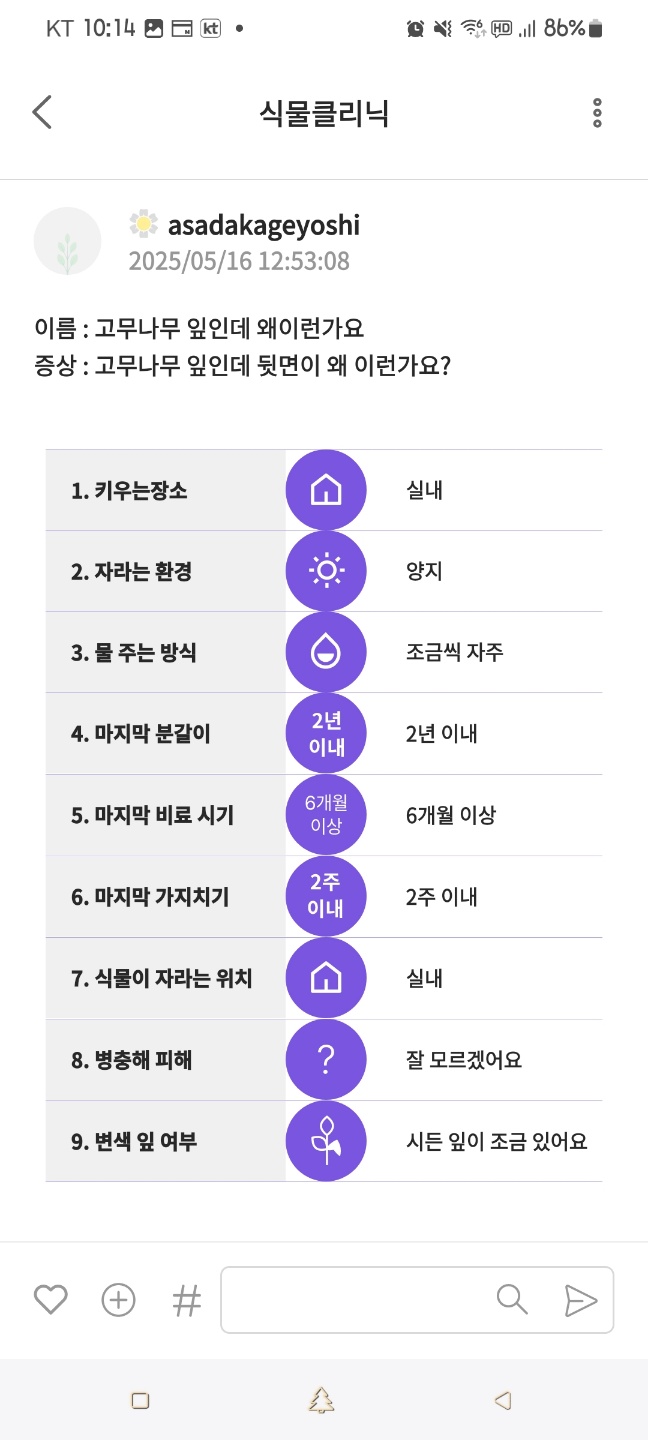 KT 10:14 kt HD 86%
식물클리닉
asadakageyoshi
2025/05/16 12:53:08
이름 : 고무나무 잎인데 왜이런가요
증상 : 고무나무 잎인데 뒷면이 왜 이런가요?
1. 키우는장소 실내
2. 자라는 환경 양지
3. 물 주는 방식 조금씩 자주
4. 마지막 분갈이 2년 이내 2년 이내
5. 마지막 비료 시기 6개월 이상 6개월 이상
6. 마지막 가지치기 2주 이내 2주 이내
7. 식물이 자라는 위치 실내
8. 병충해 피해 ? 잘 모르겠어요
9. 변색 잎 여부 시든 잎이 조금 있어요
#